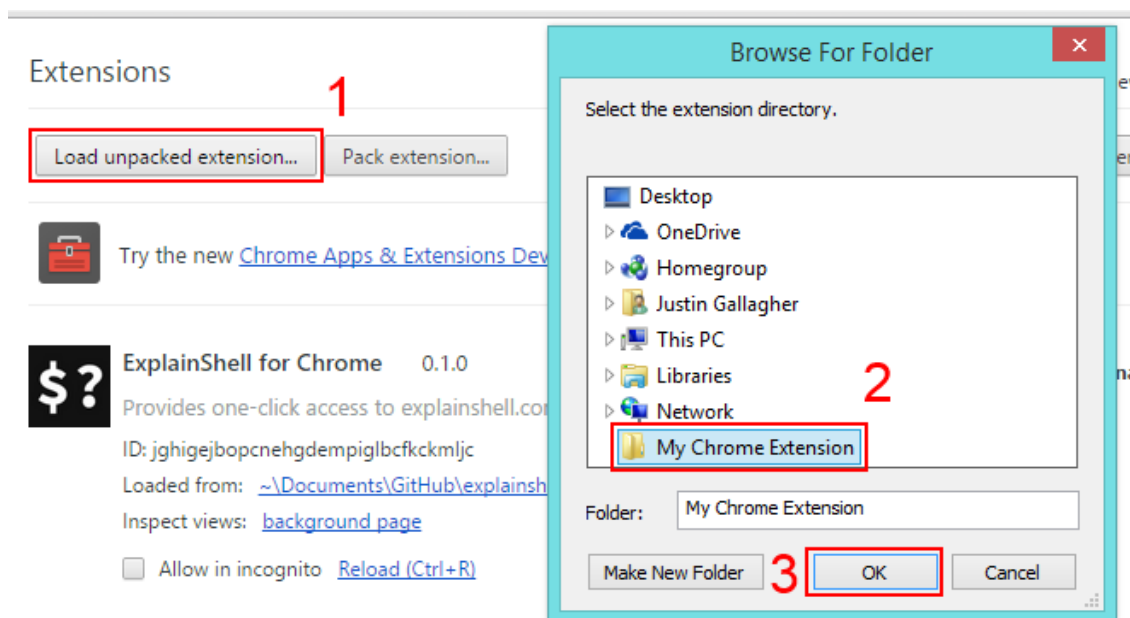 Extensions
1
Load unpacked extension...
Pack extension...
Try the new Chrome Apps & Extensions Dev
$?
ExplainShell for Chrome 0.1.0
Provides one-click access to explainshell.co
ID: jghigejbopcnehgdempiglbcfkckmljc
Loaded from: ~\Documents\GitHub\explainsh
Inspect views: background page
Allow in incognito Reload (Ctrl+R)
Browse For Folder
Select the extension directory.
Desktop
OneDrive
Homegroup
Justin Gallagher
This PC
Libraries
2
Network
My Chrome Extension
Folder: My Chrome Extension
Make New Folder
3
OK
Cancel